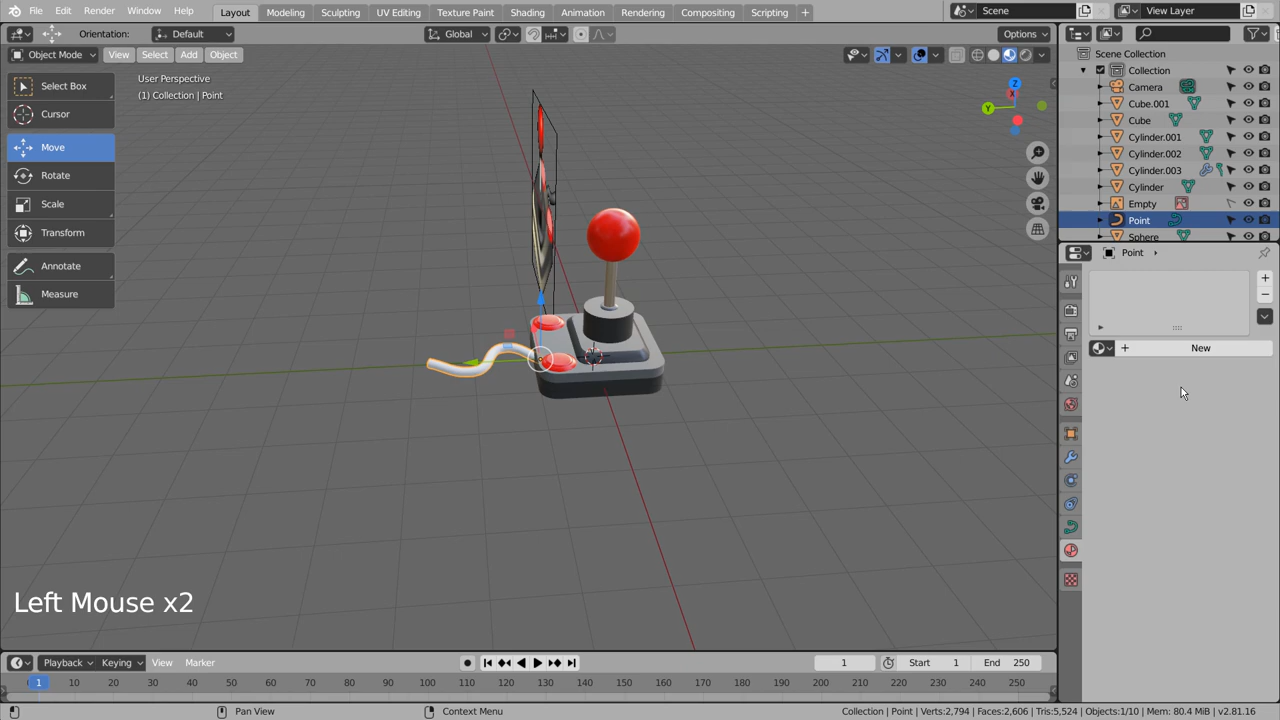 File Edit Render Window Help Layout Modeling Sculpting UV Editing Texture Paint Shading Animation Rendering Compositing Scripting + Scene View Layer
Orientation: Default Global Options
Object Mode View Select Add Object
Select Box
Cursor
Move
Rotate
Scale
Transform
Annotate
Measure
User Perspective
(1) Collection | Point
Z
X
Y
Left Mouse x2
Scene Collection
Collection
Camera
Cube.001
Cube
Cylinder.001
Cylinder.002
Cylinder.003
Cylinder
Empty
Point
Sphere
Point
New
Playback Keying View Marker 1 Start 1 End 250
1 10 20 30 40 50 60 70 80 90 100 110 120 130 140 150 160 170 180 190 200 210 220 230 240 250
Pan View Context Menu Collection | Point | Verts:2,794 | Faces:2,606 | Tris:5,524 | Objects:1/10 | Mem: 80.4 MiB | v2.81.16